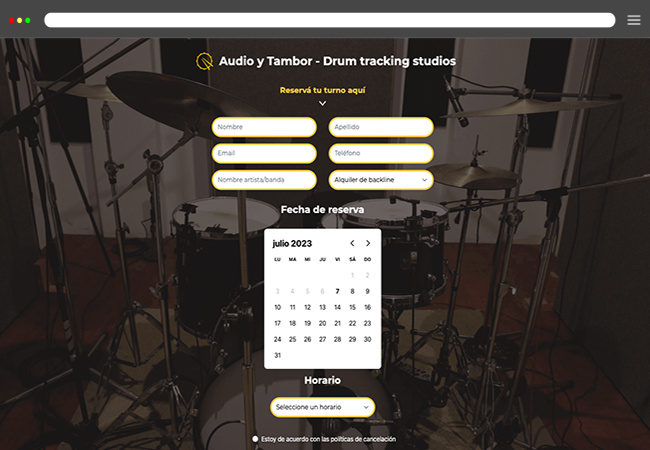 Audio y Tambor - Drum tracking studios
Reservá tu turno aquí
Nombre Apellido
Email Teléfono
Nombre artista/banda Alquiler de backline
Fecha de reserva
julio 2023
LU MA MI JU VI SÁ DO
1 2
3 4 5 6 7 8 9
10 11 12 13 14 15 16
17 18 19 20 21 22 23
24 25 26 27 28 29 30
31
Horario
Seleccione un horario
Estoy de acuerdo con las políticas de cancelación